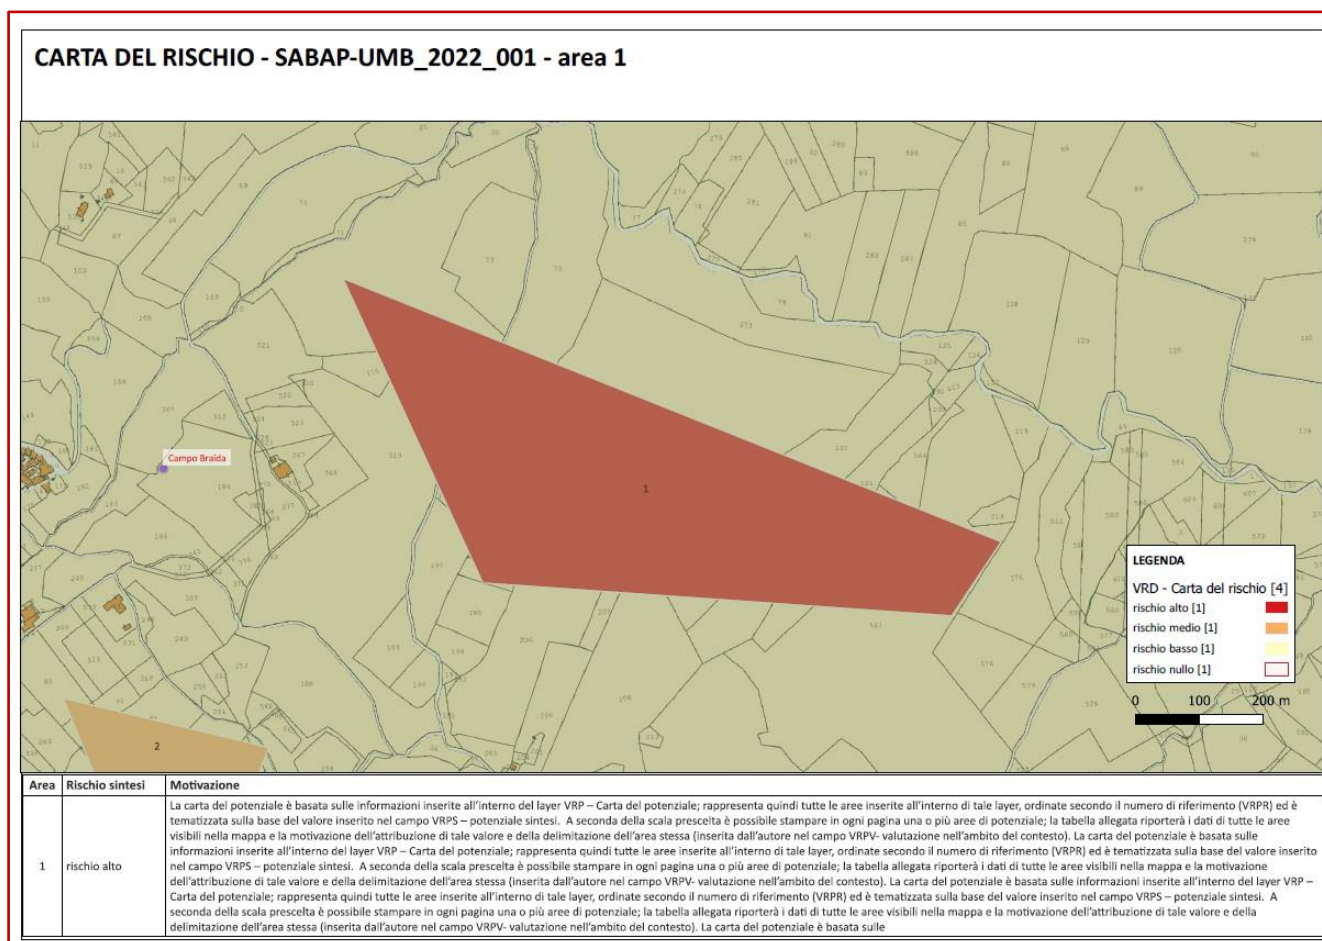 CARTA DEL RISCHIO - SABAP-UMB_2022_001 - area 1
Campo Braida
1
2
LEGENDA
VRD - Carta del rischio [4]
rischio alto [1]
rischio medio [1]
rischio basso [1]
rischio nullo [1]
0 100 200 m
Area Rischio sintesi Motivazione
La carta del potenziale è basata sulle informazioni inserite all'interno del layer VRP – Carta del potenziale; rappresenta quindi tutte le aree inserite all'interno di tale layer, ordinate secondo il numero di riferimento (VRPR) ed è
tematizzata sulla base del valore inserito nel campo VRPS – potenziale sintesi. A seconda della scala prescelta è possibile stampare in ogni pagina una o più aree di potenziale; la tabella allegata riporterà i dati di tutte le aree
visibili nella mappa e la motivazione dell'attribuzione di tale valore e della delimitazione dell'area stessa (inserita dall'autore nel campo VRPV- valutazione nell'ambito del contesto). La carta del potenziale è basata sulle
informazioni inserite all'interno del layer VRP – Carta del potenziale; rappresenta quindi tutte le aree inserite all'interno di tale layer, ordinate secondo il numero di riferimento (VRPR) ed è tematizzata sulla base del valore inserito
1 rischio alto nel campo VRPS – potenziale sintesi. A seconda della scala prescelta è possibile stampare in ogni pagina una o più aree di potenziale; la tabella allegata riporterà i dati di tutte le aree visibili nella mappa e la motivazione
dell'attribuzione di tale valore e della delimitazione dell'area stessa (inserita dall'autore nel campo VRPV- valutazione nell'ambito del contesto). La carta del potenziale è basata sulle informazioni inserite all'interno del layer VRP –
Carta del potenziale; rappresenta quindi tutte le aree inserite all'interno di tale layer, ordinate secondo il numero di riferimento (VRPR) ed è tematizzata sulla base del valore inserito nel campo VRPS – potenziale sintesi. A
seconda della scala prescelta è possibile stampare in ogni pagina una o più aree di potenziale; la tabella allegata riporterà i dati di tutte le aree visibili nella mappa e la motivazione dell'attribuzione di tale valore e della
delimitazione dell'area stessa (inserita dall'autore nel campo VRPV- valutazione nell'ambito del contesto). La carta del potenziale è basata sulle